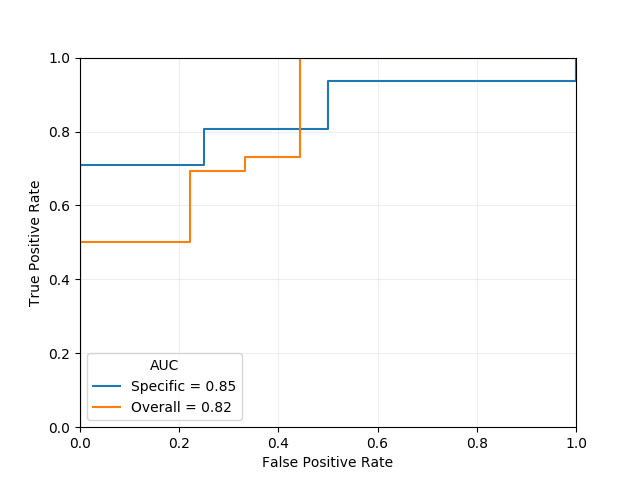 1.0
0.8
0.6
0.4
0.2
0.0
True Positive Rate
AUC
Specific = 0.85
Overall = 0.82
0.0 0.2 0.4 0.6 0.8 1.0
False Positive Rate